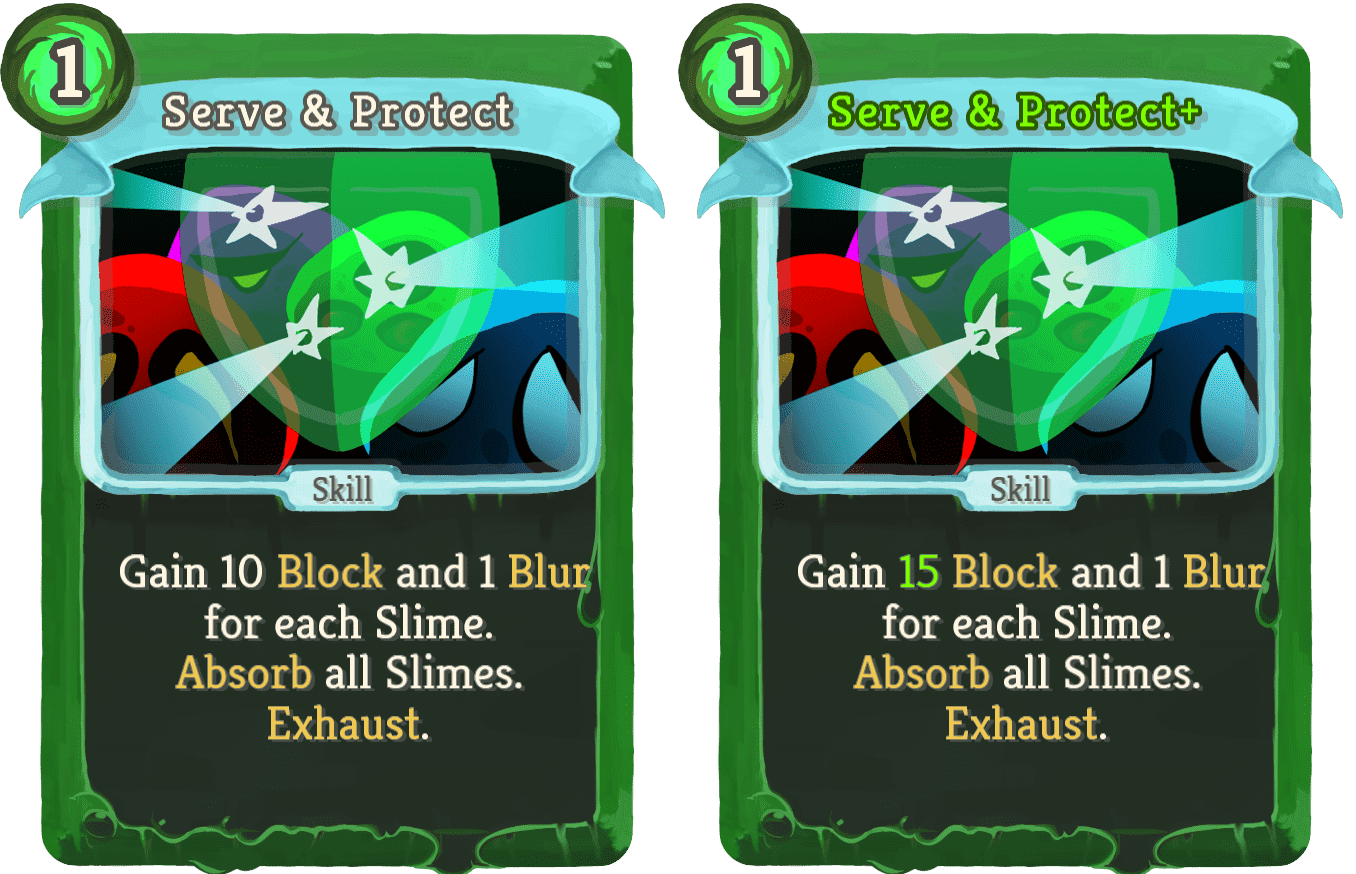 1
Serve & Protect
Skill
Gain 10 Block and 1 Blur
for each Slime.
Absorb all Slimes.
Exhaust.
1
Serve & Protect+
Skill
Gain 15 Block and 1 Blur
for each Slime.
Absorb all Slimes.
Exhaust.